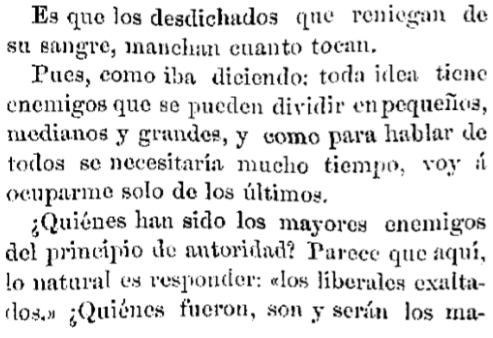 Es que los desdichados que reniegan de
su sangre, manchan cuanto tocan.
Pues, como iba diciendo: toda idea tiene
enemigos que se pueden dividir en pequeños,
medianos y grandes, y como para hablar de
todos se necesitaría mucho tiempo, voy á
ocuparme solo de los últimos.
¿Quiénes han sido los mayores enemigos
del principio de autoridad? Parece que aquí,
lo natural es responder: «los liberales exalta-
dos.» ¿Quiénes fueron, son y serán los ma-